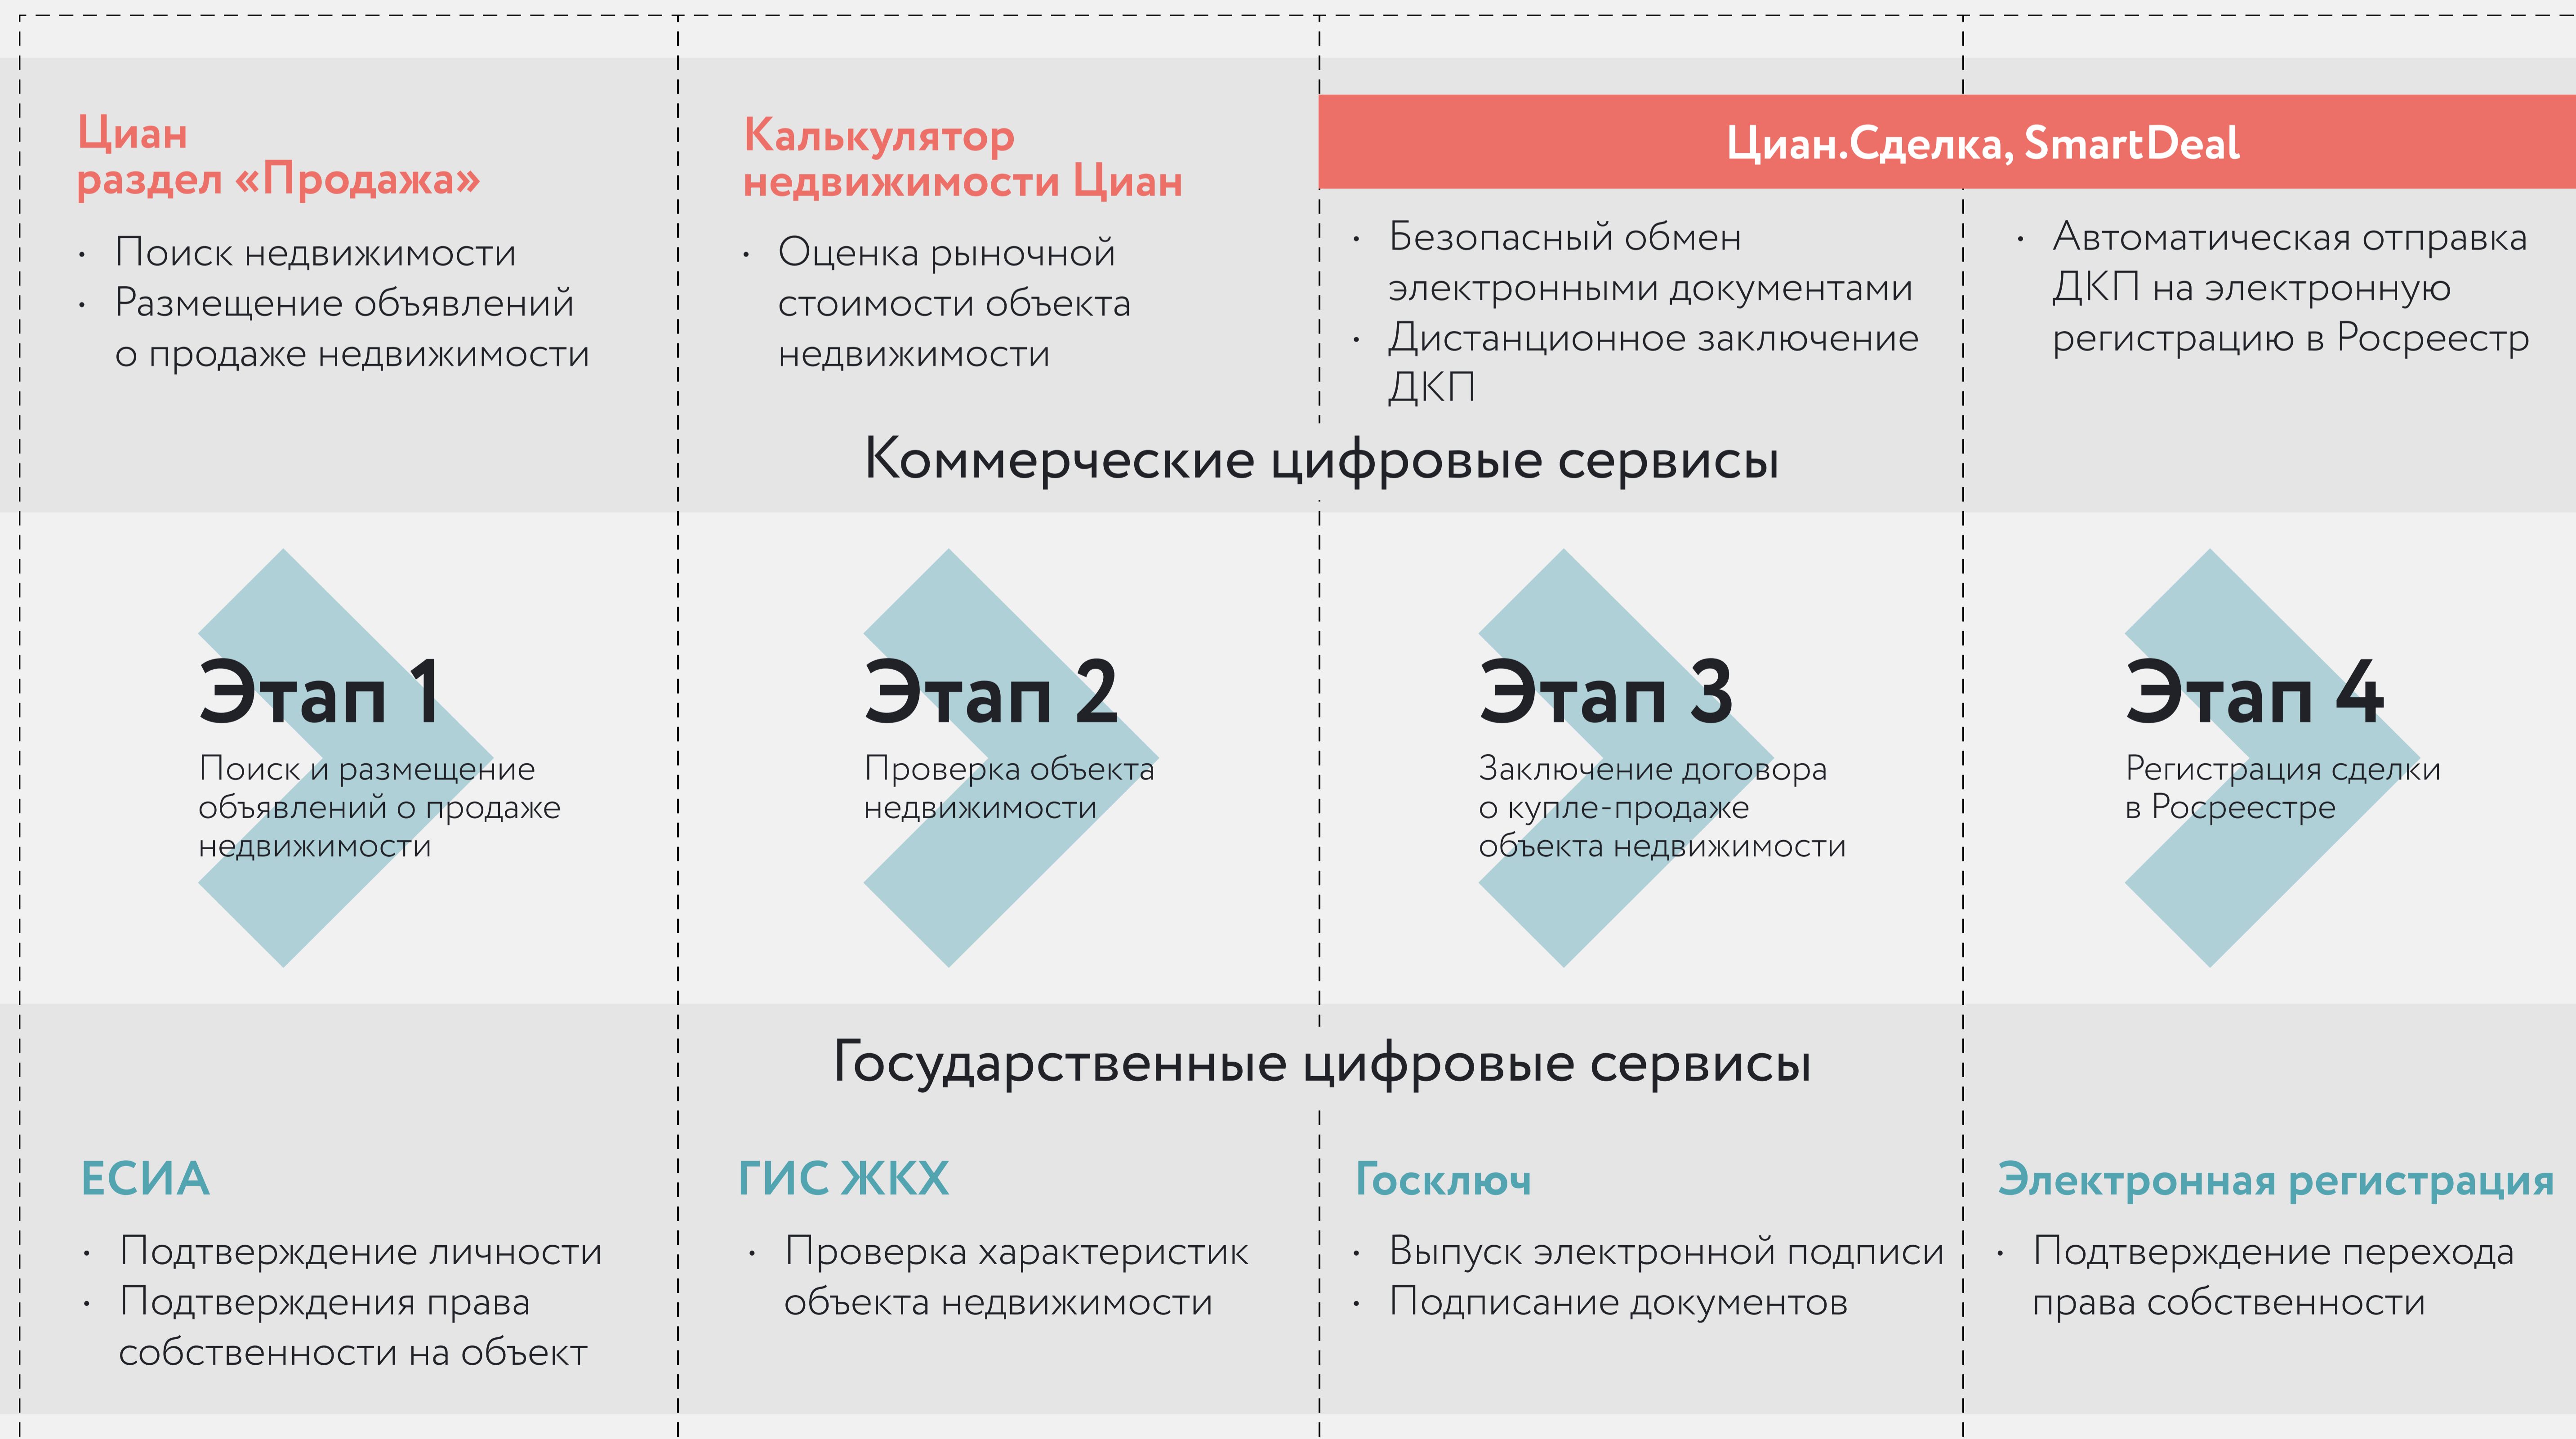 Циан
раздел «Продажа»
• Поиск недвижимости
• Размещение объявлений
о продаже недвижимости
Калькулятор
недвижимости Циан
• Оценка рыночной
стоимости объекта
недвижимости
Циан.Сделка, SmartDeal
• Безопасный обмен
электронными документами
• Дистанционное заключение
ДКП
• Автоматическая отправка
ДКП на электронную
регистрацию в Росреестр
Коммерческие цифровые сервисы
Этап 1
Поиск и размещение
объявлений о продаже
недвижимости
Этап 2
Проверка объекта
недвижимости
Этап 3
Заключение договора
о купле-продаже
объекта недвижимости
Этап 4
Регистрация сделки
в Росреестре
Государственные цифровые сервисы
ЕСИА
• Подтверждение личности
• Подтверждения права
собственности на объект
ГИС ЖКХ
• Проверка характеристик
объекта недвижимости
Госключ
• Выпуск электронной подписи
• Подписание документов
Электронная регистрация
• Подтверждение перехода
права собственности